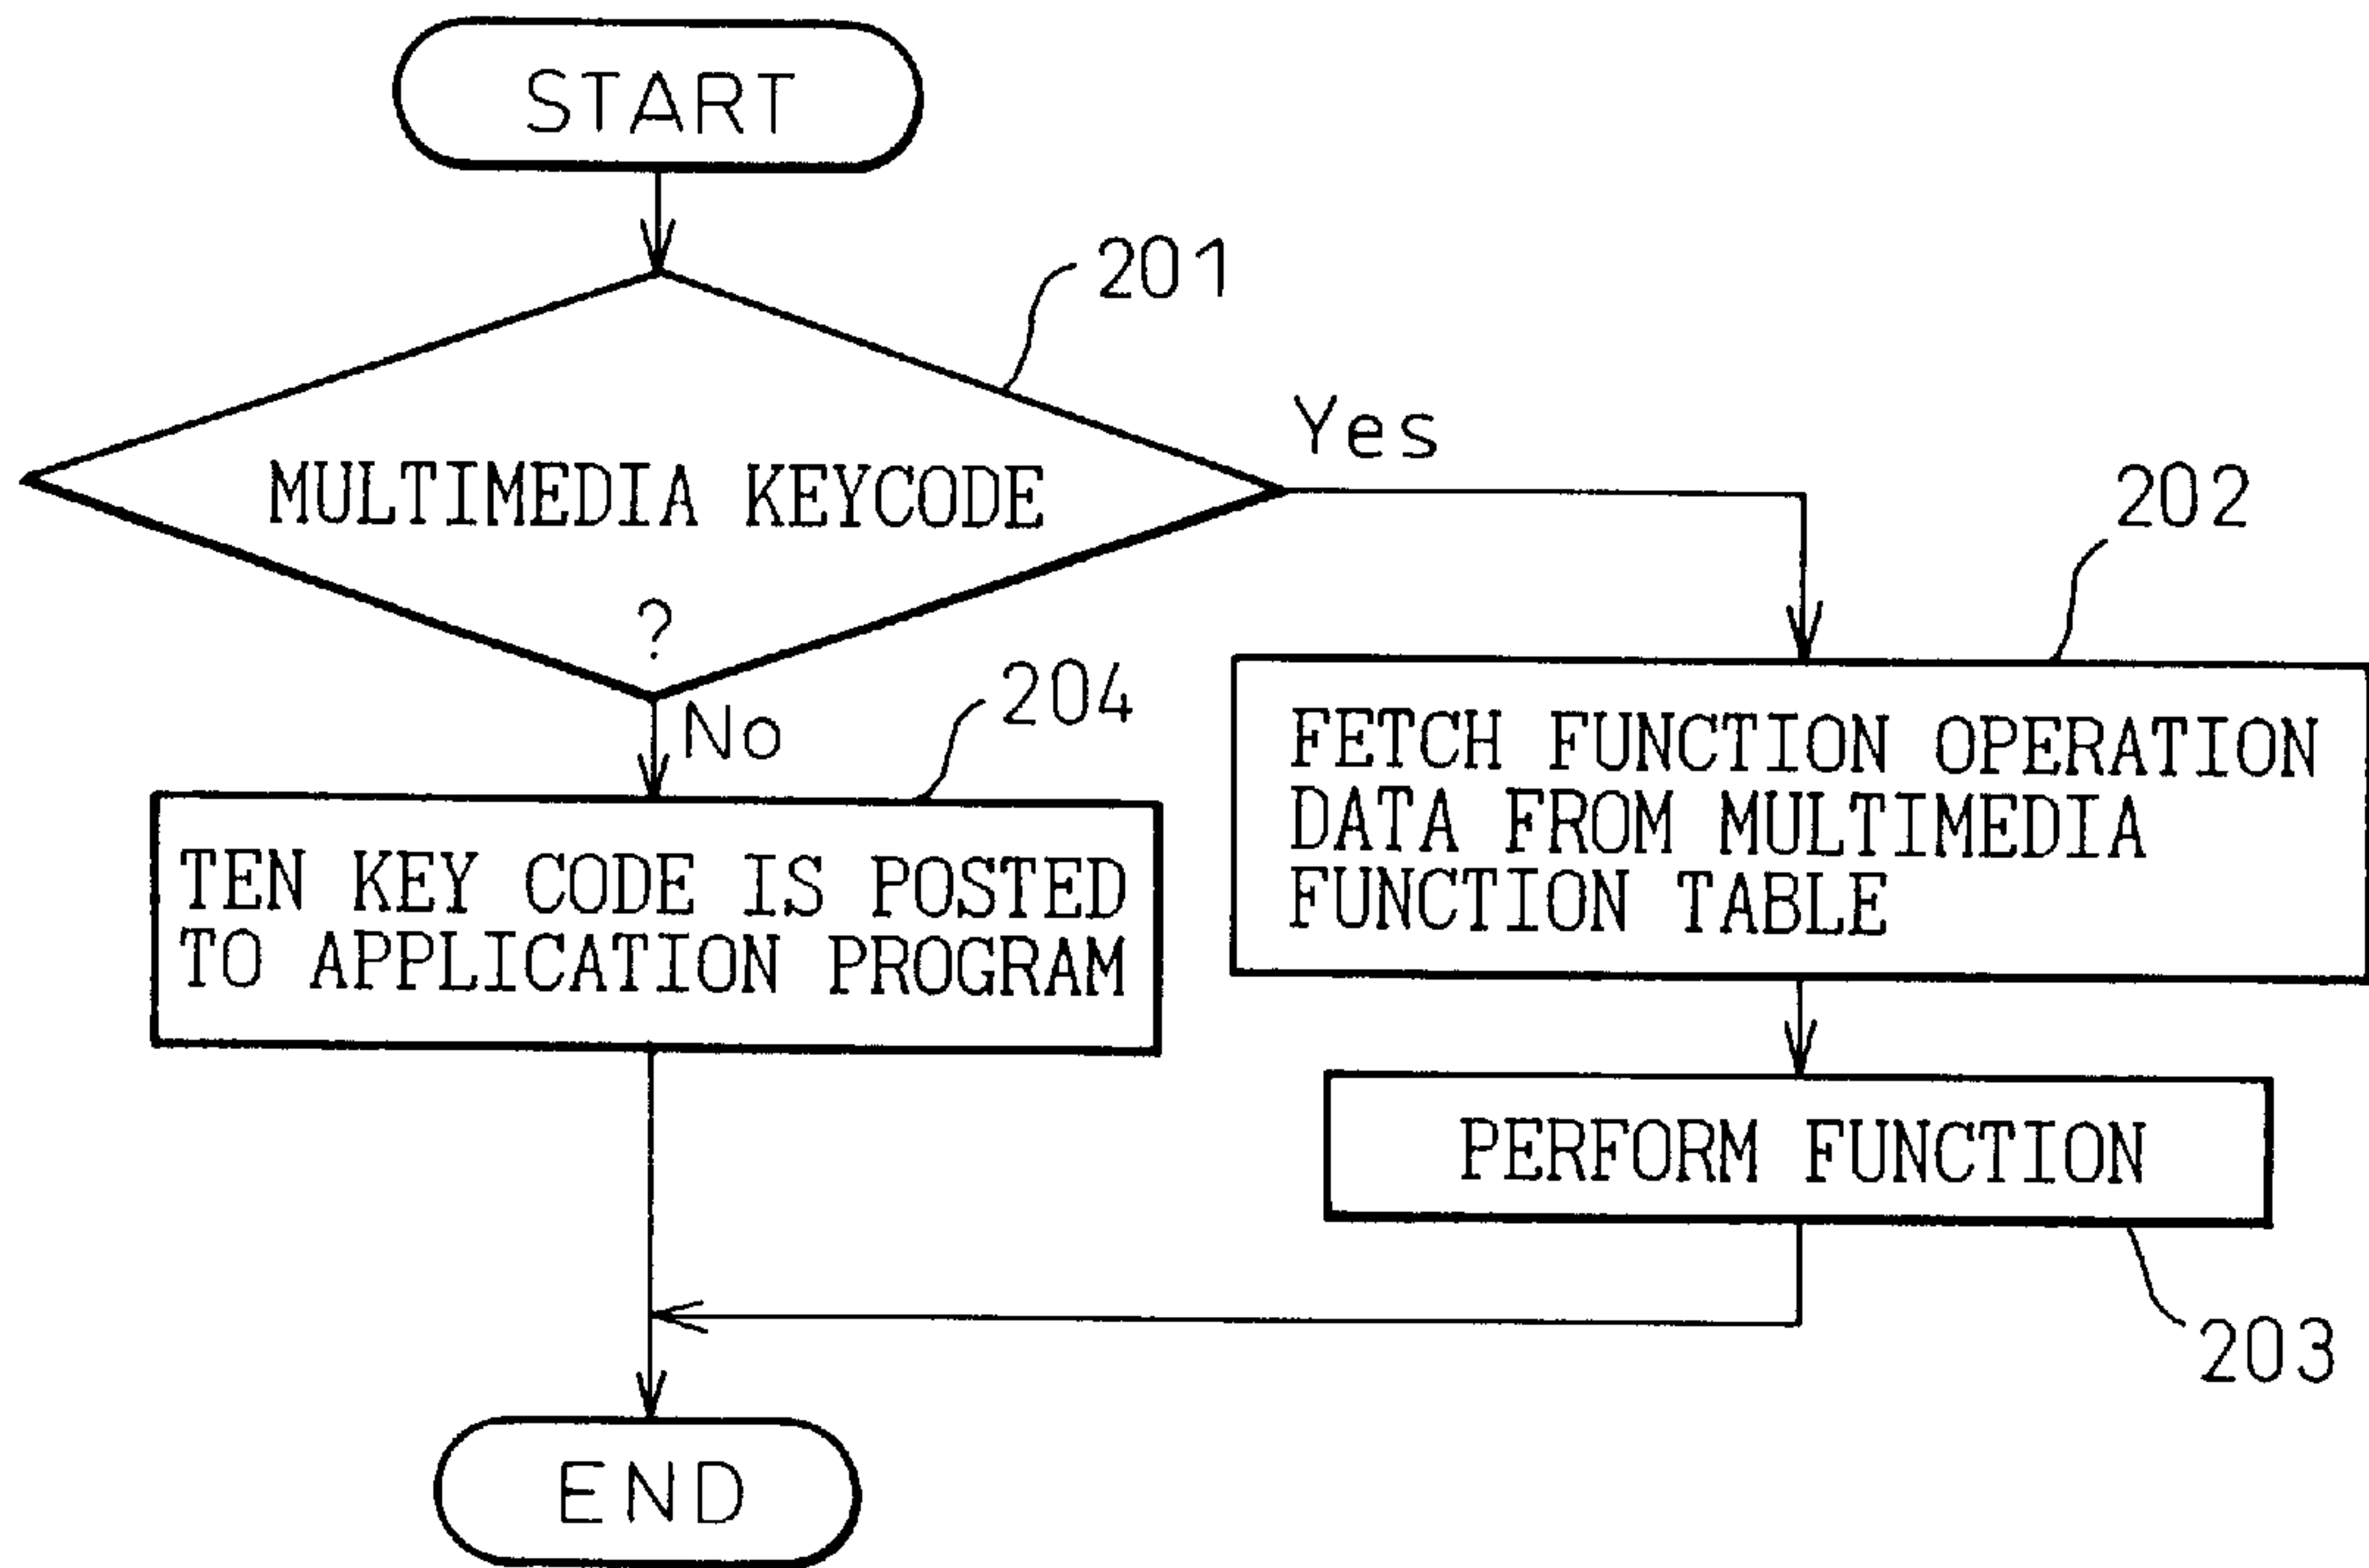 START
201
MULTIMEDIA KEYCODE
?
Yes
No
202
FETCH FUNCTION OPERATION
DATA FROM MULTIMEDIA
FUNCTION TABLE
204
TEN KEY CODE IS POSTED
TO APPLICATION PROGRAM
PERFORM FUNCTION
203
END